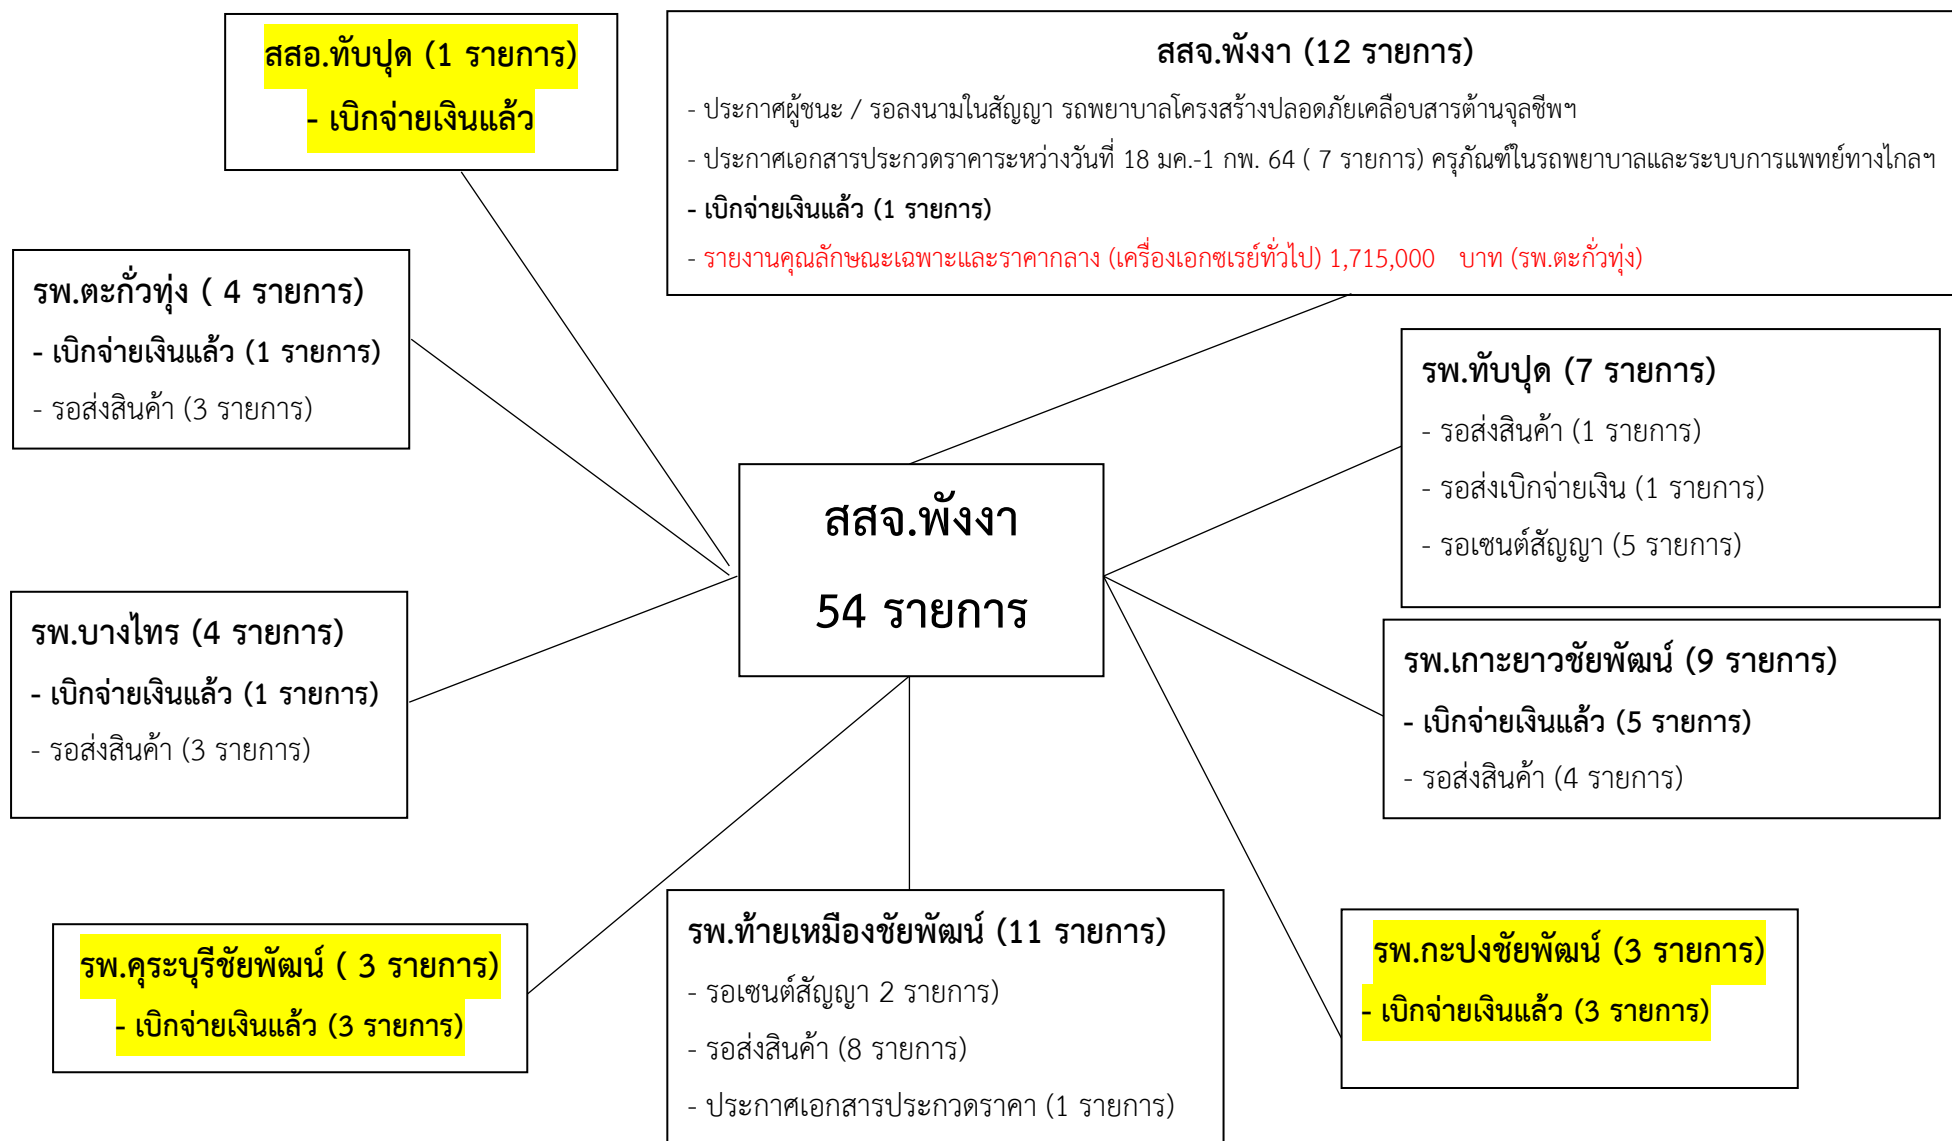 สสอ.ทับปุด (1 รายการ)
- เบิกจ่ายเงินแล้ว
สสจ.พังงา (12 รายการ)
- ประกาศผู้ชนะ / รอลงนามในสัญญา รถพยาบาลโครงสร้างปลอดภัยเคลือบสารต้านจุลชีพฯ
- ประกาศเอกสารประกวดราคาระหว่างวันที่ 18 มค.-1 กพ. 64 ( 7 รายการ) ครุภัณฑ์ในรถพยาบาลและระบบการแพทย์ทางไกลฯ
- เบิกจ่ายเงินแล้ว (1 รายการ)
- รายงานคุณลักษณะเฉพาะและราคากลาง (เครื่องเอกซเรย์ทั่วไป) 1,715,000 บาท (รพ.ตะกั่วทุ่ง)
รพ.ตะกั่วทุ่ง ( 4 รายการ)
- เบิกจ่ายเงินแล้ว (1 รายการ)
- รอส่งสินค้า (3 รายการ)
รพ.ทับปุด (7 รายการ)
- รอส่งสินค้า (1 รายการ)
- รอส่งเบิกจ่ายเงิน (1 รายการ)
- รอเซนต์สัญญา (5 รายการ)
สสจ.พังงา
54 รายการ
รพ.บางไทร (4 รายการ)
- เบิกจ่ายเงินแล้ว (1 รายการ)
- รอส่งสินค้า (3 รายการ)
รพ.เกาะยาวชัยพัฒน์ (9 รายการ)
- เบิกจ่ายเงินแล้ว (5 รายการ)
- รอส่งสินค้า (4 รายการ)
รพ.คุระบุรีชัยพัฒน์ ( 3 รายการ)
- เบิกจ่ายเงินแล้ว (3 รายการ)
รพ.ท้ายเหมืองชัยพัฒน์ (11 รายการ)
- รอเซนต์สัญญา 2 รายการ)
- รอส่งสินค้า (8 รายการ)
- ประกาศเอกสารประกวดราคา (1 รายการ)
รพ.กะปงชัยพัฒน์ (3 รายการ)
- เบิกจ่ายเงินแล้ว (3 รายการ)